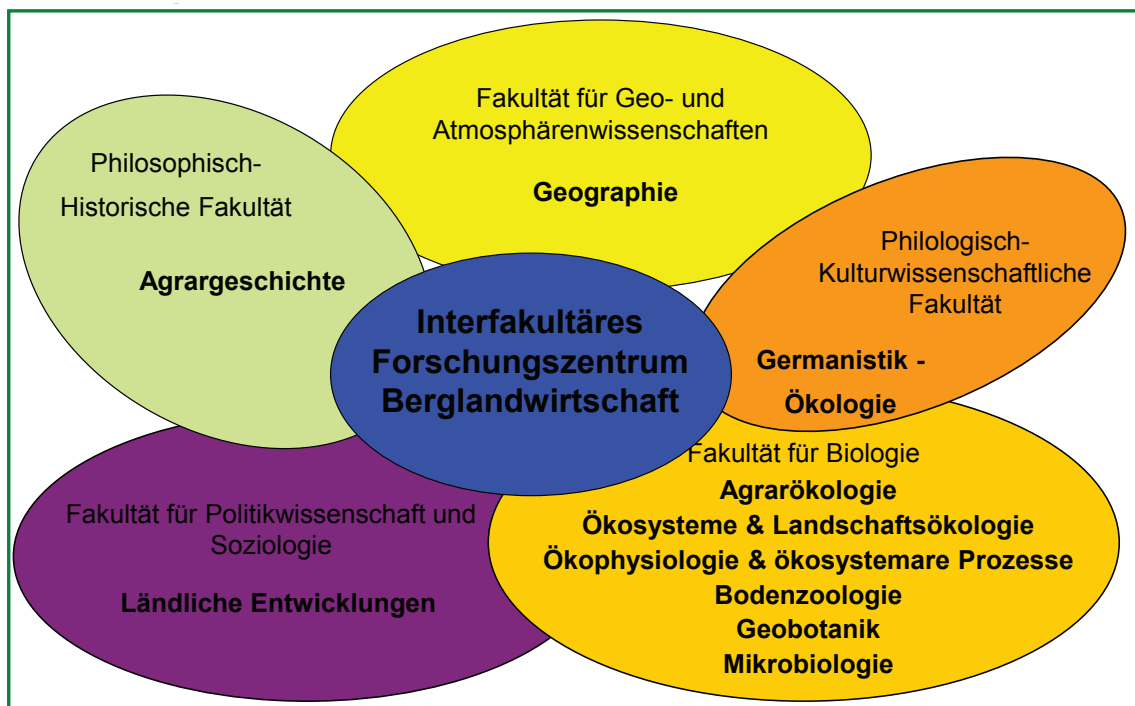 Fakultät für Geo- und
Atmosphärenwissenschaften
Geographie
Philosophisch-
Historische Fakultät
Agrargeschichte
Philologisch-
Kulturwissenschaftliche
Fakultät
Germanistik -
Ökologie
Interfakultäres
Forschungszentrum
Berglandwirtschaft
Fakultät für Politikwissenschaft und
Soziologie
Ländliche Entwicklungen
Fakultät für Biologie
Agrarökologie
Ökosysteme & Landschaftsökologie
Ökophysiologie & ökosystemare Prozesse
Bodenzoologie
Geobotanik
Mikrobiologie